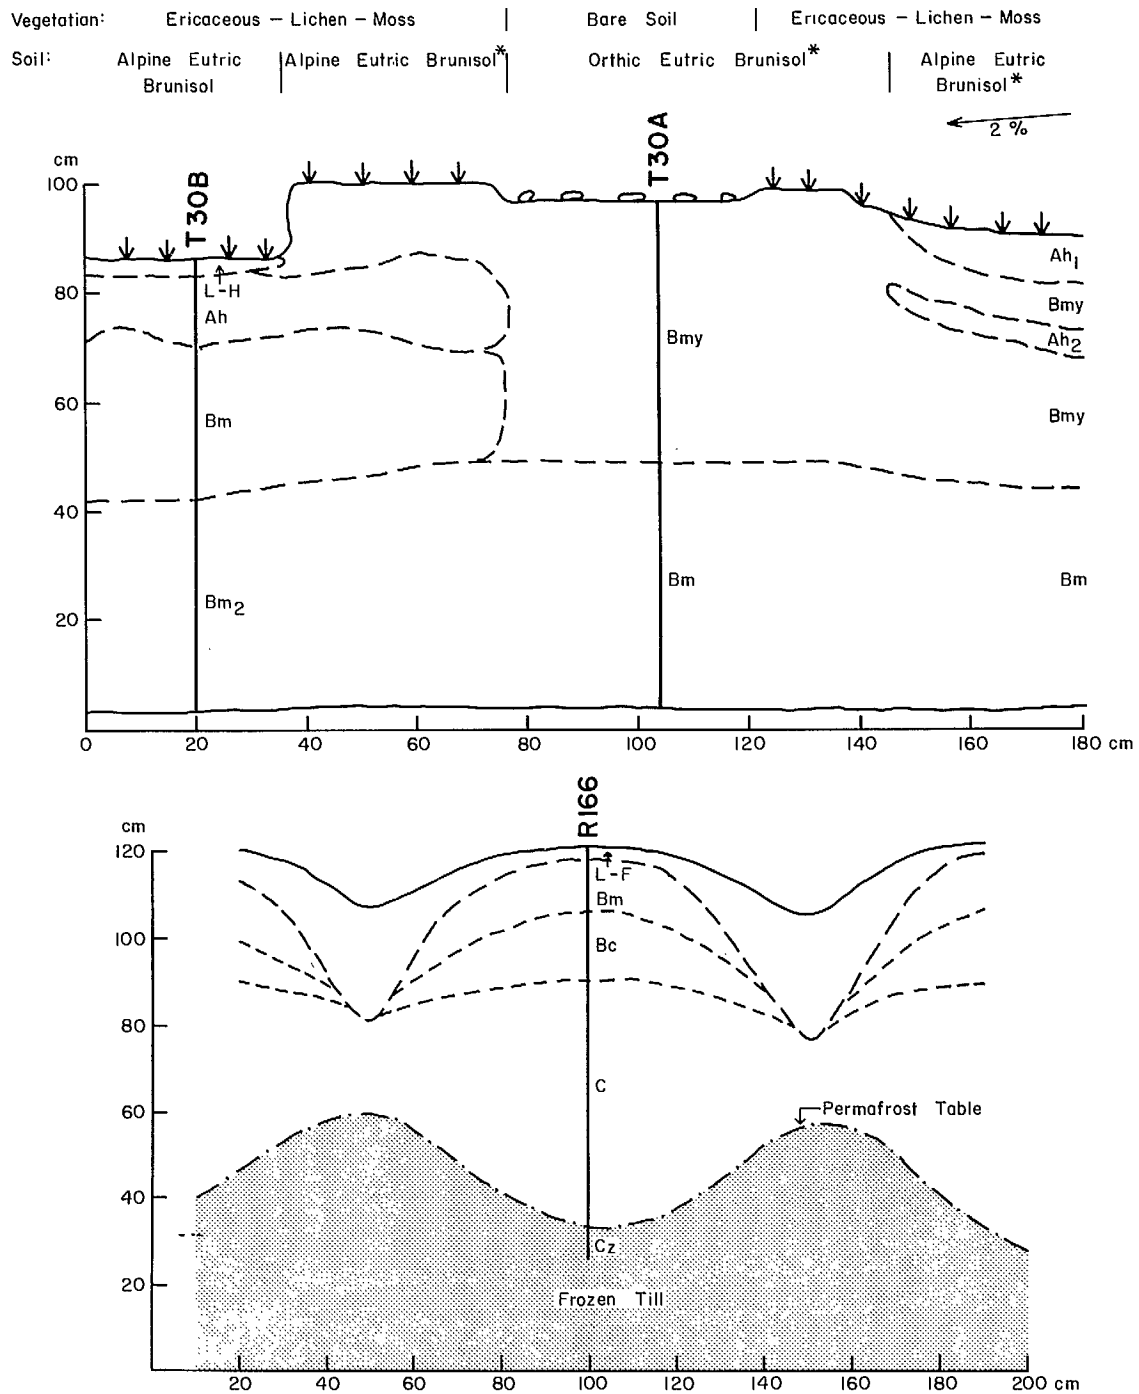 Vegetation: Ericaceous – Lichen – Moss | Bare Soil | Ericaceous – Lichen – Moss
Soil: Alpine Eutric Brunisol | Alpine Eutric Brunisol* | Orthic Eutric Brunisol* | Alpine Eutric Brunisol*
2 %
cm
T30B
T30A
100
80
60
40
20
L-H
Ah
Bm
Bm2
Bmy
Bm
Ah1
Bmy
Ah2
Bmy
Bm
0 20 40 60 80 100 120 140 160 180 cm
R166
cm
120
100
80
60
40
20
L-F
Bm
Bc
C
Permafrost Table
Cz
Frozen Till
20 40 60 80 100 120 140 160 180 200 cm